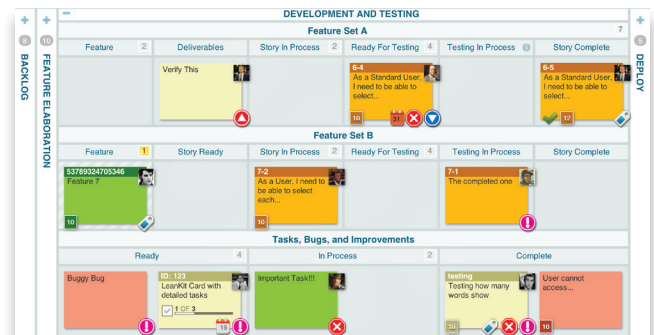 DEVELOPMENT AND TESTING
8
BACKLOG
10
FEATURE ELABORATION
5
DEPLOY
Feature Set A
7
Feature
2
Deliverables
Story In Process
2
Ready For Testing
4
Testing In Process
Story Complete
Verify This
6-4
As a Standard User,
I need to be able to
select...
10
31
6-5
As a Standard User,
I need to be able to
select...
12
Feature Set B
Feature
1
Story Ready
Story In Process
2
Ready For Testing
4
Testing In Process
Story Complete
53789324705346
Feature 7
10
7-2
As a User, I need to
be able to select
each...
10
7-1
The completed one
Tasks, Bugs, and Improvements
Ready
4
In Process
2
Complete
Buggy Bug
ID: 123
LeanKit Card with
detailed tasks
1 OF 3
15
Important Task!!!
testing
Testing how many
words show
10
User cannot
access...
10